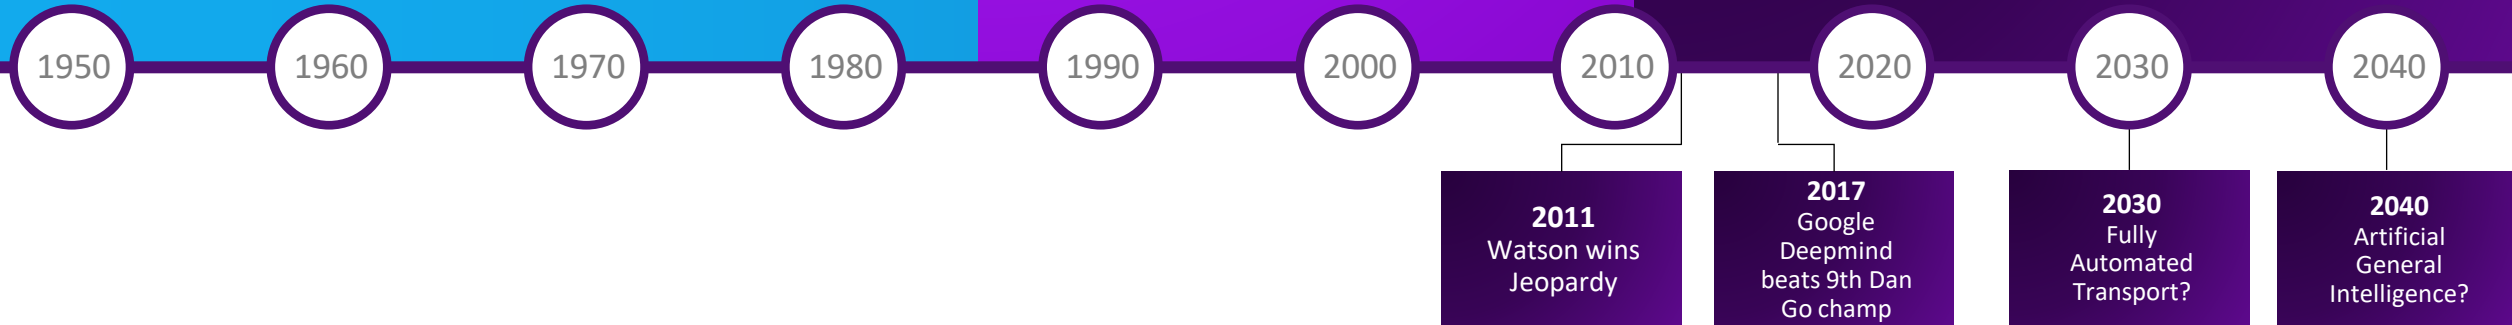 1950
1960
1970
1980
1990
2000
2010
2020
2030
2040
2011
Watson wins
Jeopardy
2017
Google
Deepmind
beats 9th Dan
Go champ
2030
Fully
Automated
Transport?
2040
Artificial
General
Intelligence?